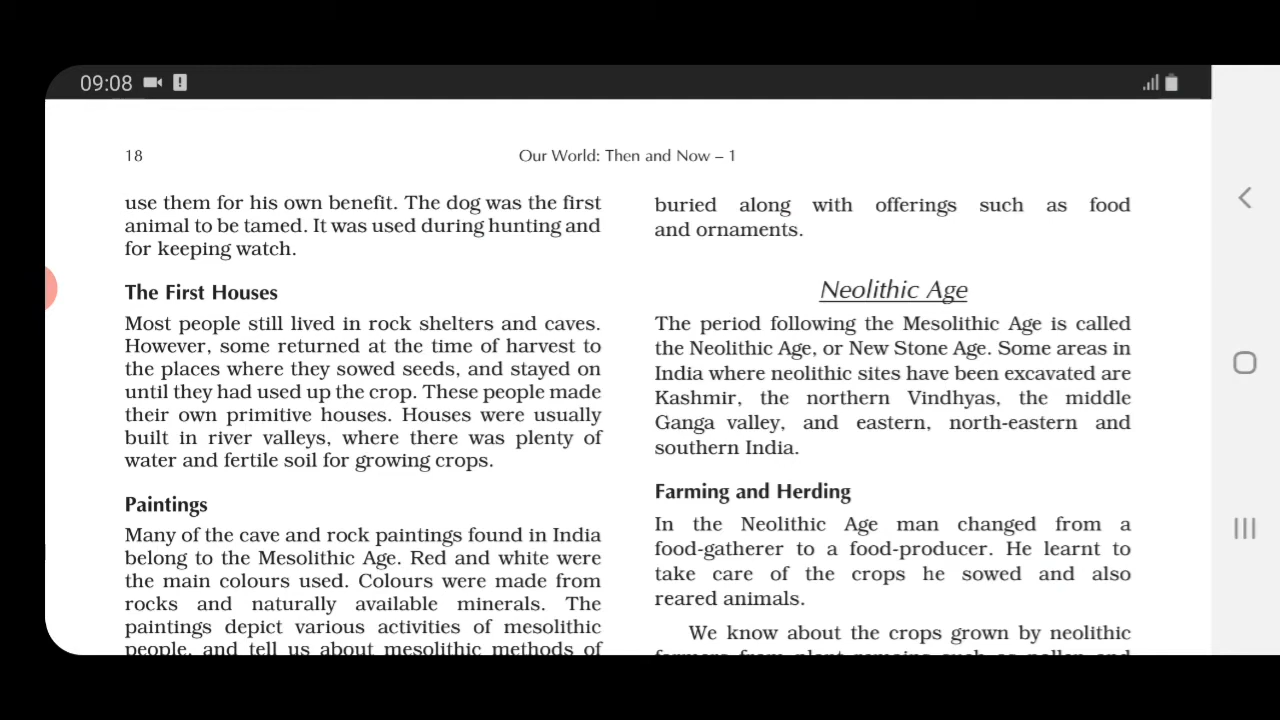 09:08
18
Our World: Then and Now – 1
use them for his own benefit. The dog was the first
animal to be tamed. It was used during hunting and
for keeping watch.
The First Houses
Most people still lived in rock shelters and caves.
However, some returned at the time of harvest to
the places where they sowed seeds, and stayed on
until they had used up the crop. These people made
their own primitive houses. Houses were usually
built in river valleys, where there was plenty of
water and fertile soil for growing crops.
Paintings
Many of the cave and rock paintings found in India
belong to the Mesolithic Age. Red and white were
the main colours used. Colours were made from
rocks and naturally available minerals. The
paintings depict various activities of mesolithic
people, and tell us about mesolithic methods of
buried along with offerings such as food
and ornaments.
Neolithic Age
The period following the Mesolithic Age is called
the Neolithic Age, or New Stone Age. Some areas in
India where neolithic sites have been excavated are
Kashmir, the northern Vindhyas, the middle
Ganga valley, and eastern, north-eastern and
southern India.
Farming and Herding
In the Neolithic Age man changed from a
food-gatherer to a food-producer. He learnt to
take care of the crops he sowed and also
reared animals.
We know about the crops grown by neolithic
farmers from plant remains such as pollen and